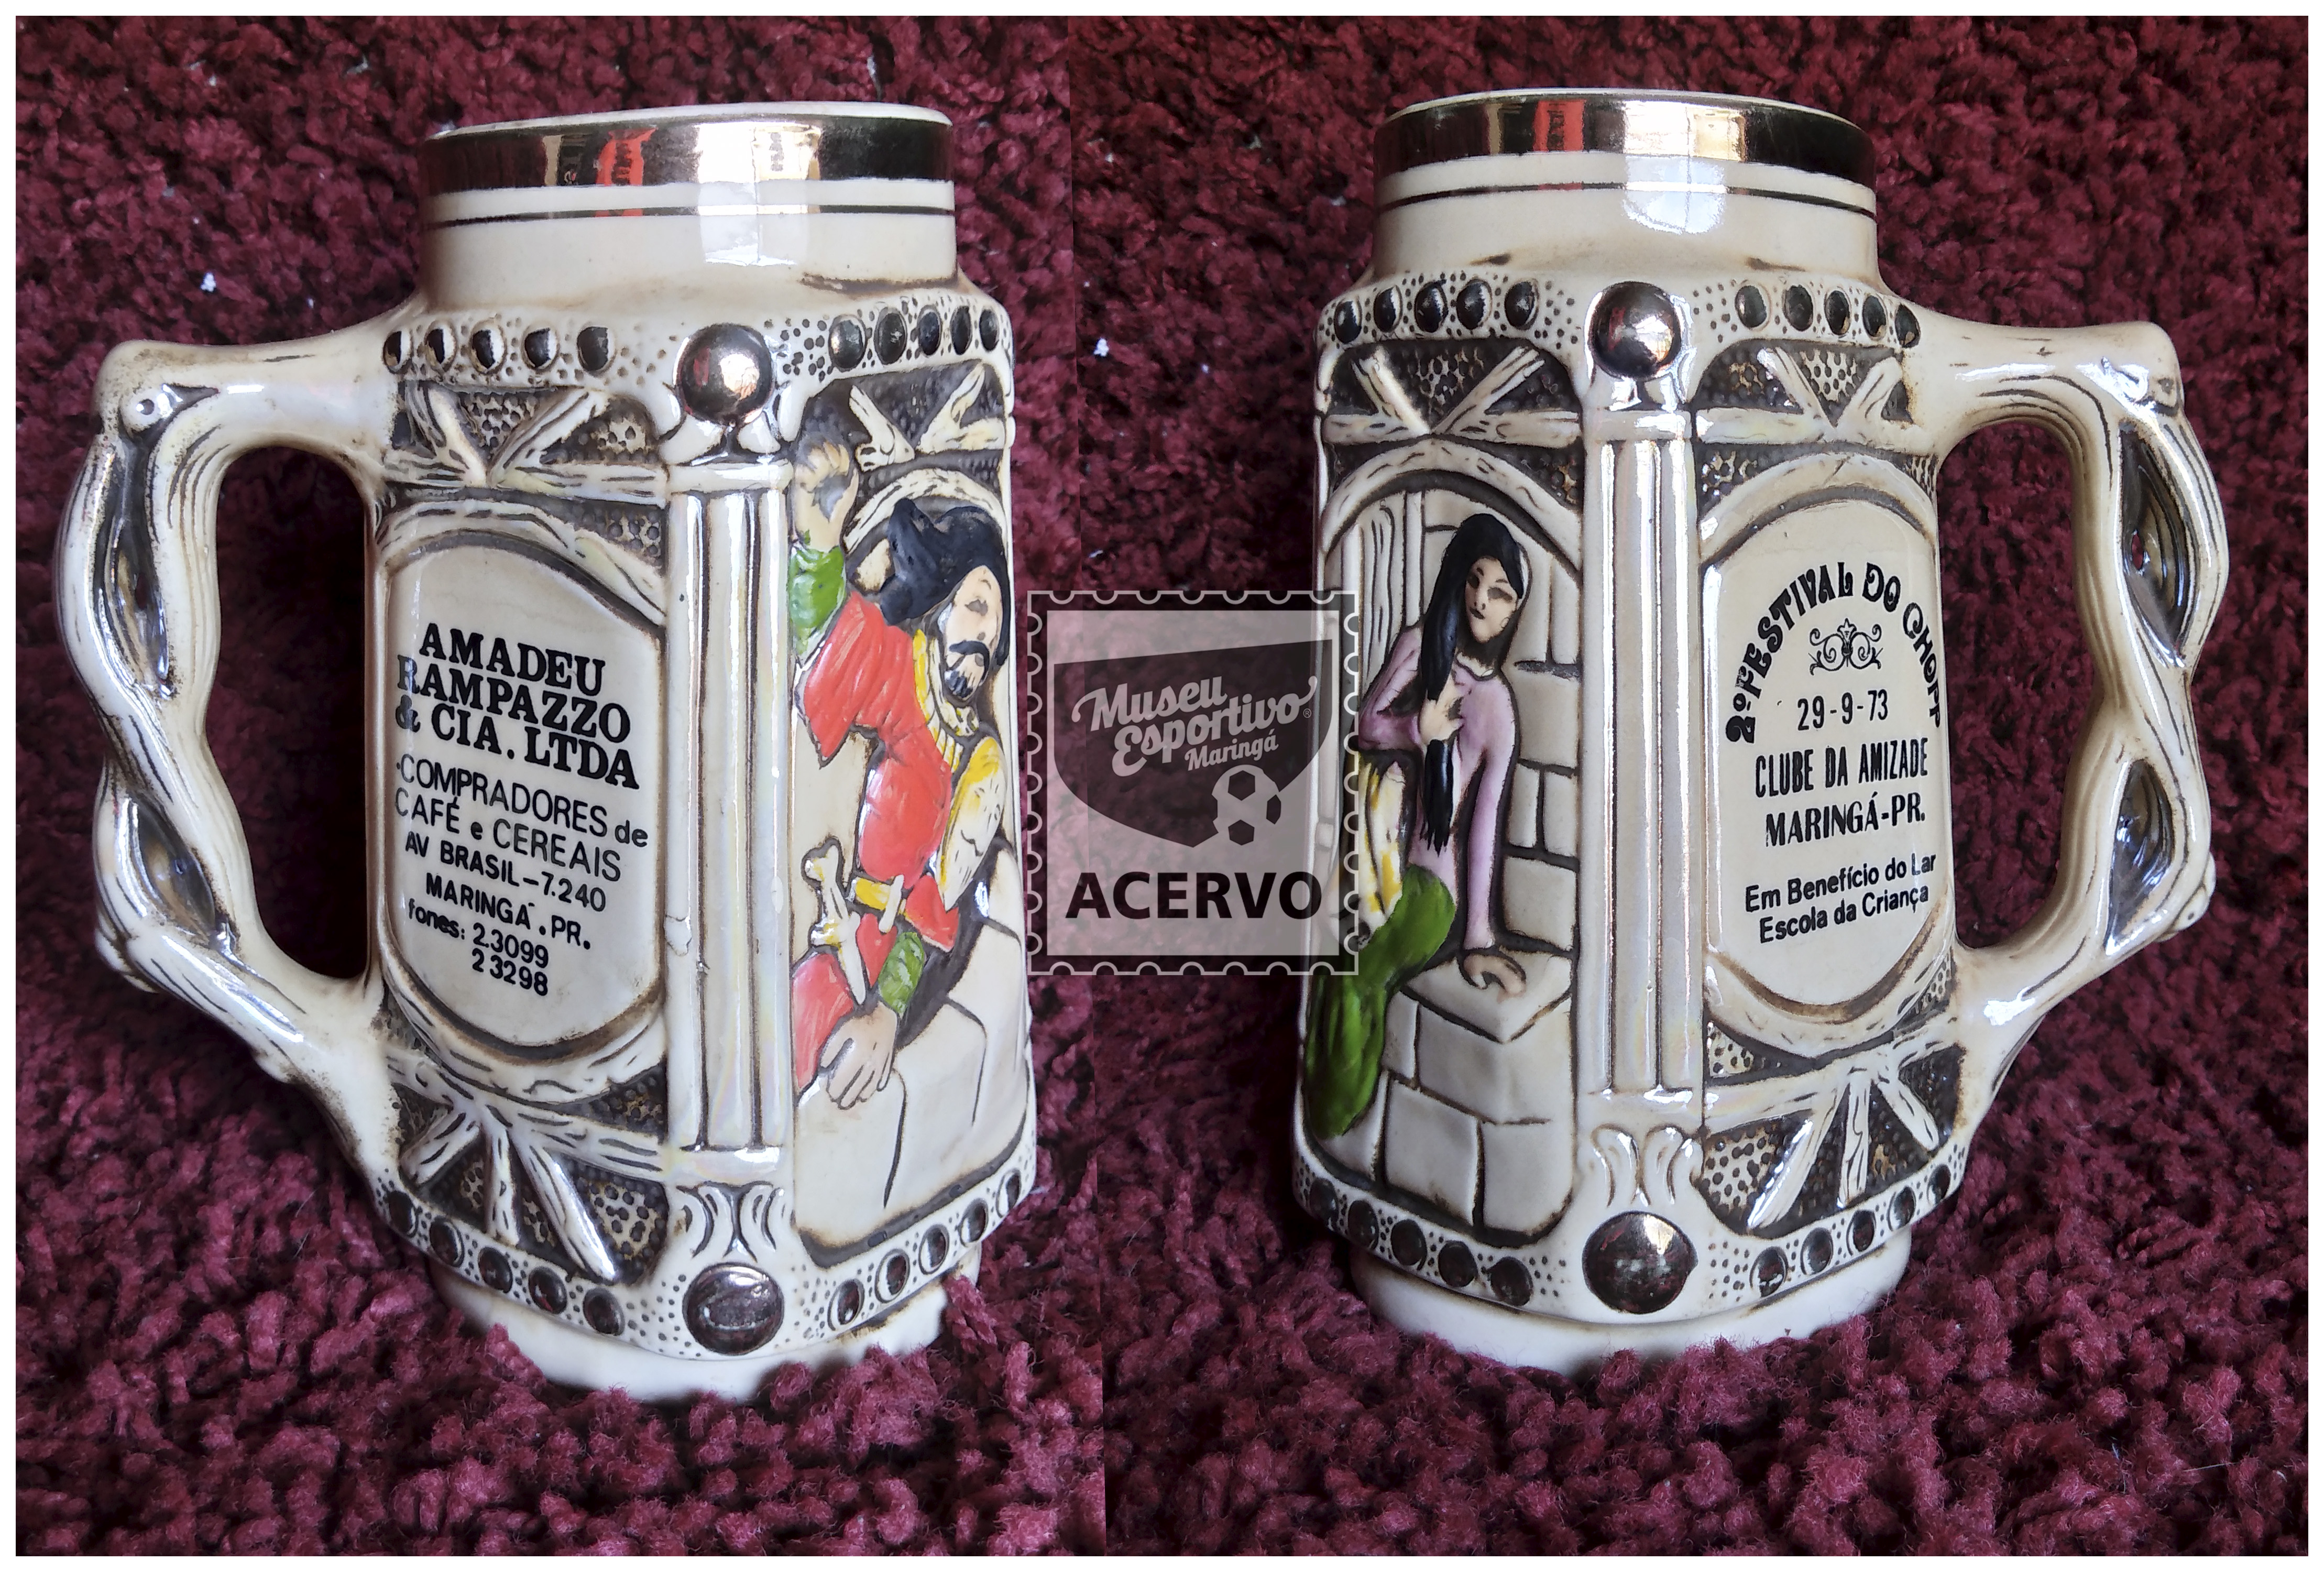 AMADEU
RAMPAZZO
& CIA. LTDA
COMPRADORES de
CAFÉ e CEREAIS
AV BRASIL-7.240
MARINGÁ.PR.
fones: 2.3099
2 3298
Museu
Esportivo®
Maringá
ACERVO
2º FESTIVAL DO CHOPP
29-9-73
CLUBE DA AMIZADE
MARINGÁ-PR.
Em Benefício do Lar
Escola da Criança